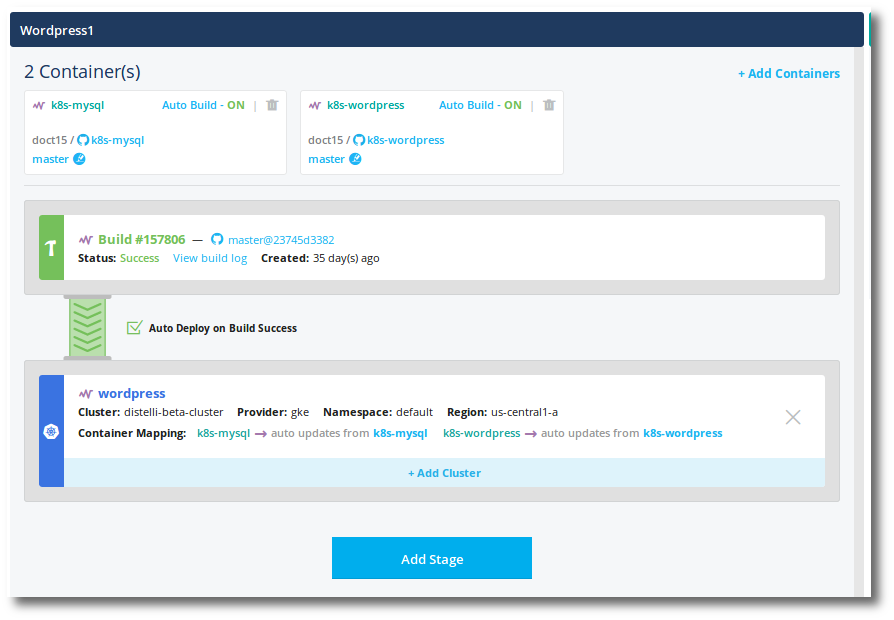 Wordpress1
2 Container(s)
+ Add Containers
k8s-mysql Auto Build - ON |
doct15 / k8s-mysql
master
k8s-wordpress Auto Build - ON |
doct15 / k8s-wordpress
master
Build #157806 — master@23745d3382
Status: Success View build log Created: 35 day(s) ago
Auto Deploy on Build Success
wordpress
Cluster: distelli-beta-cluster Provider: gke Namespace: default Region: us-central1-a
Container Mapping: k8s-mysql → auto updates from k8s-mysql k8s-wordpress → auto updates from k8s-wordpress
+ Add Cluster
Add Stage